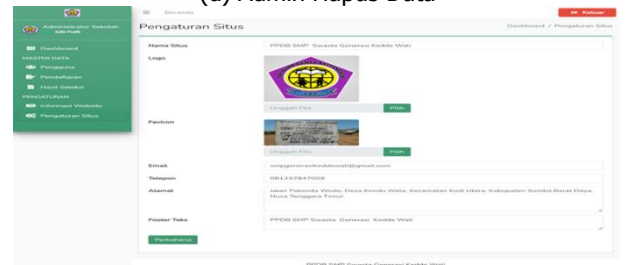 (d) Admin Hapus Data
Beranda
Keluar
Administrator Sekolah
Pengaturan Situs
Dashboard / Pengaturan Situs
Dashboard
MASTER DATA
Pengguna
Pendaftaran
Hasil Seleksi
PENGATURAN
Informasi Website
Pengaturan Situs
Nama Situs
PPDB SMP Swasta Generasi Kedde Wali
Logo
Unggah File
Pilih
Favicon
Unggah File
Pilih
Email
smpgenerasikeddewali@gmail.com
Telepon
081237847009
Alamat
Jalan Pakonda Woulu, Desa Kendu Wela, Kecamatan Kodi Utara, Kabupaten Sumba Barat Daya,
Nusa Tenggara Timur.
Footer Teks
PPDB SMP Swasta Generasi Kedde Wali
Perbaharui
PPDB SMP Swasta Generasi Kedde Wali